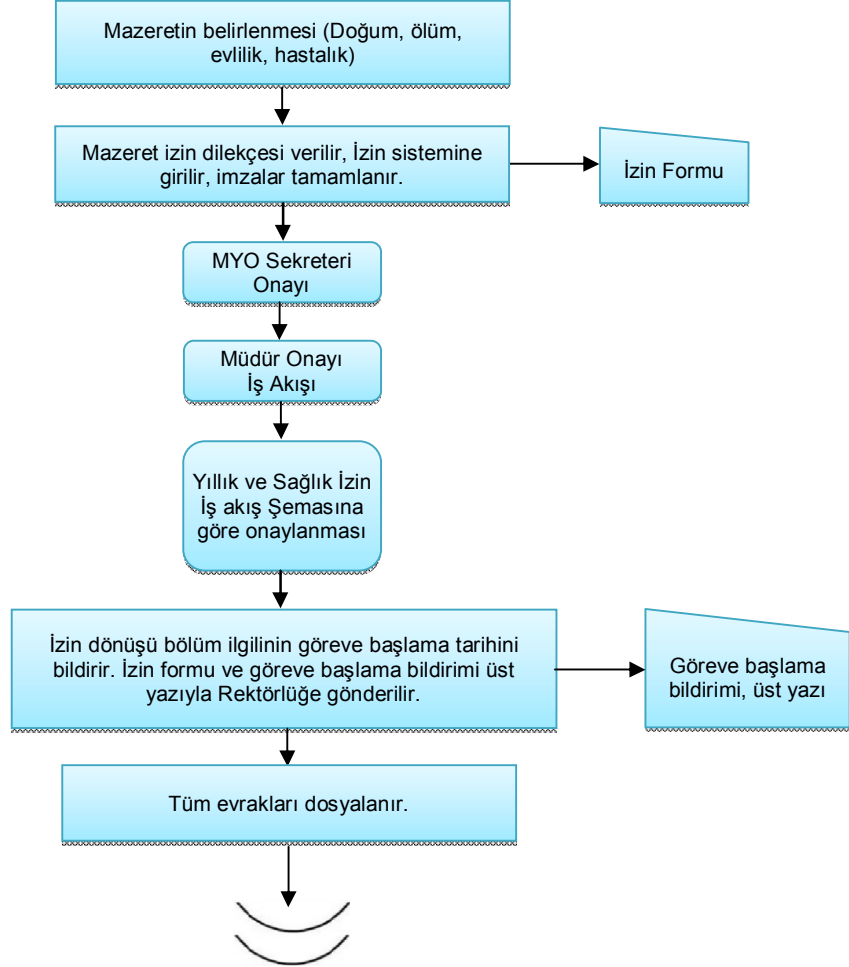 Mazeretin belirlenmesi (Doğum, ölüm,
evlilik, hastalık)
Mazeret izin dilekçesi verilir, İzin sistemine
girilir, imzalar tamamlanır.
İzin Formu
MYO Sekreteri
Onayı
Müdür Onayı
İş Akışı
Yıllık ve Sağlık İzin
İş akış Şemasına
göre onaylanması
İzin dönüşü bölüm ilgilinin göreve başlama tarihini
bildirir. İzin formu ve göreve başlama bildirimi üst
yazıyla Rektörlüğe gönderilir.
Göreve başlama
bildirimi, üst yazı
Tüm evrakları dosyalanır.